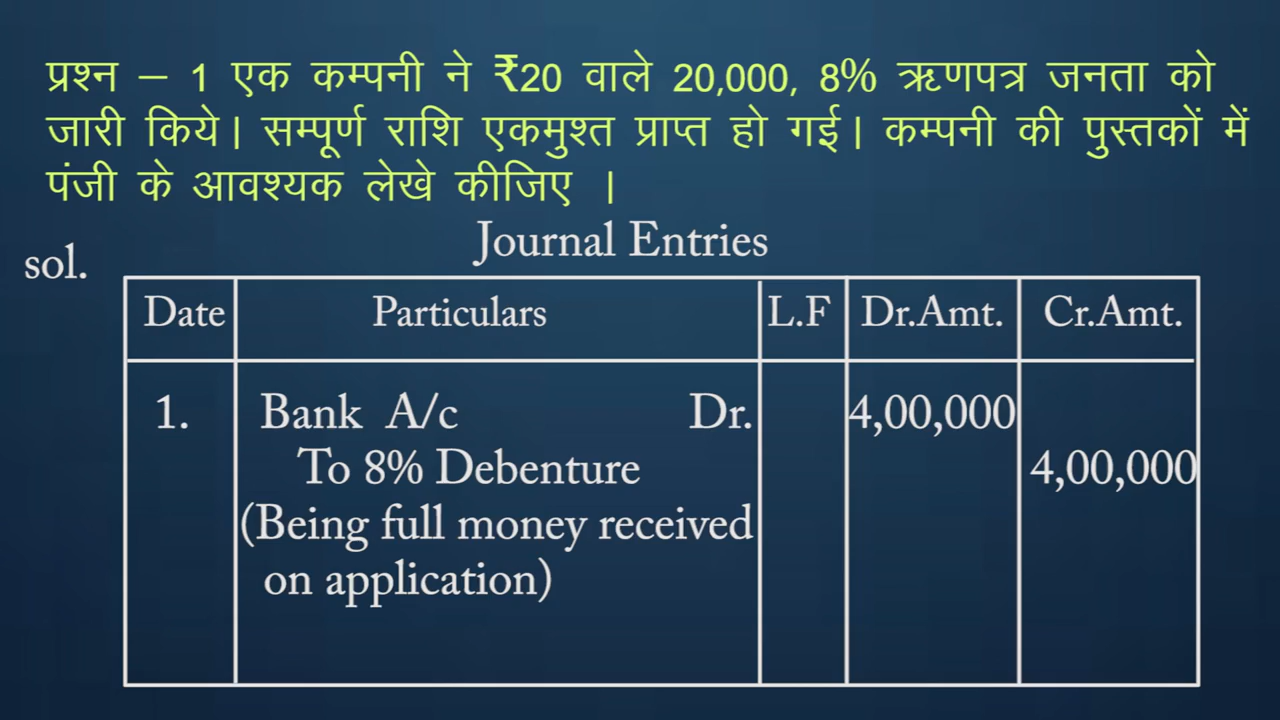 प्रश्न – 1 एक कम्पनी ने ₹20 वाले 20,000, 8% ऋणपत्र जनता को
जारी किये। सम्पूर्ण राशि एकमुश्त प्राप्त हो गई। कम्पनी की पुस्तकों में
पंजी के आवश्यक लेखे कीजिए ।
sol.
Journal Entries
Date Particulars L.F Dr.Amt. Cr.Amt.
1. Bank A/c Dr. 4,00,000
To 8% Debenture 4,00,000
(Being full money received
on application)